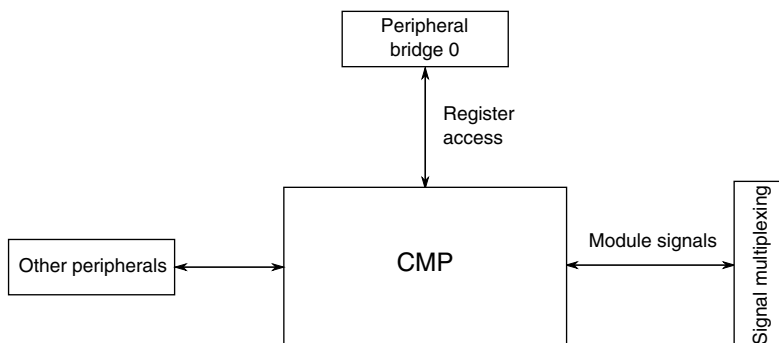 Peripheral
bridge 0
Register
access
Other peripherals
CMP
Module signals
Signal multiplexing